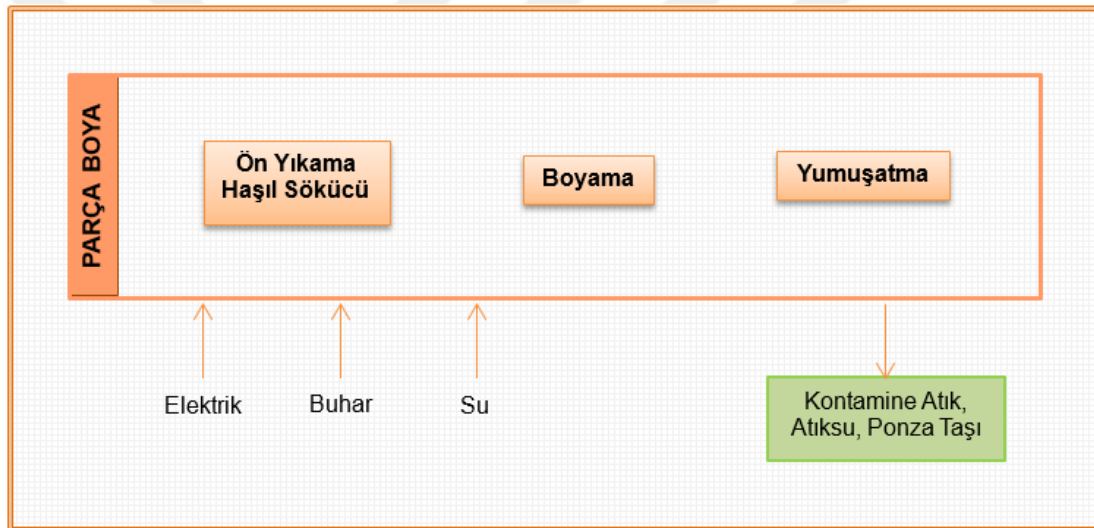 PARÇA BOYA
Ön Yıkama
Haşıl Sökücü
Boyama
Yumuşatma
Elektrik
Buhar
Su
Kontamine Atık,
Atıksu, Ponza Taşı